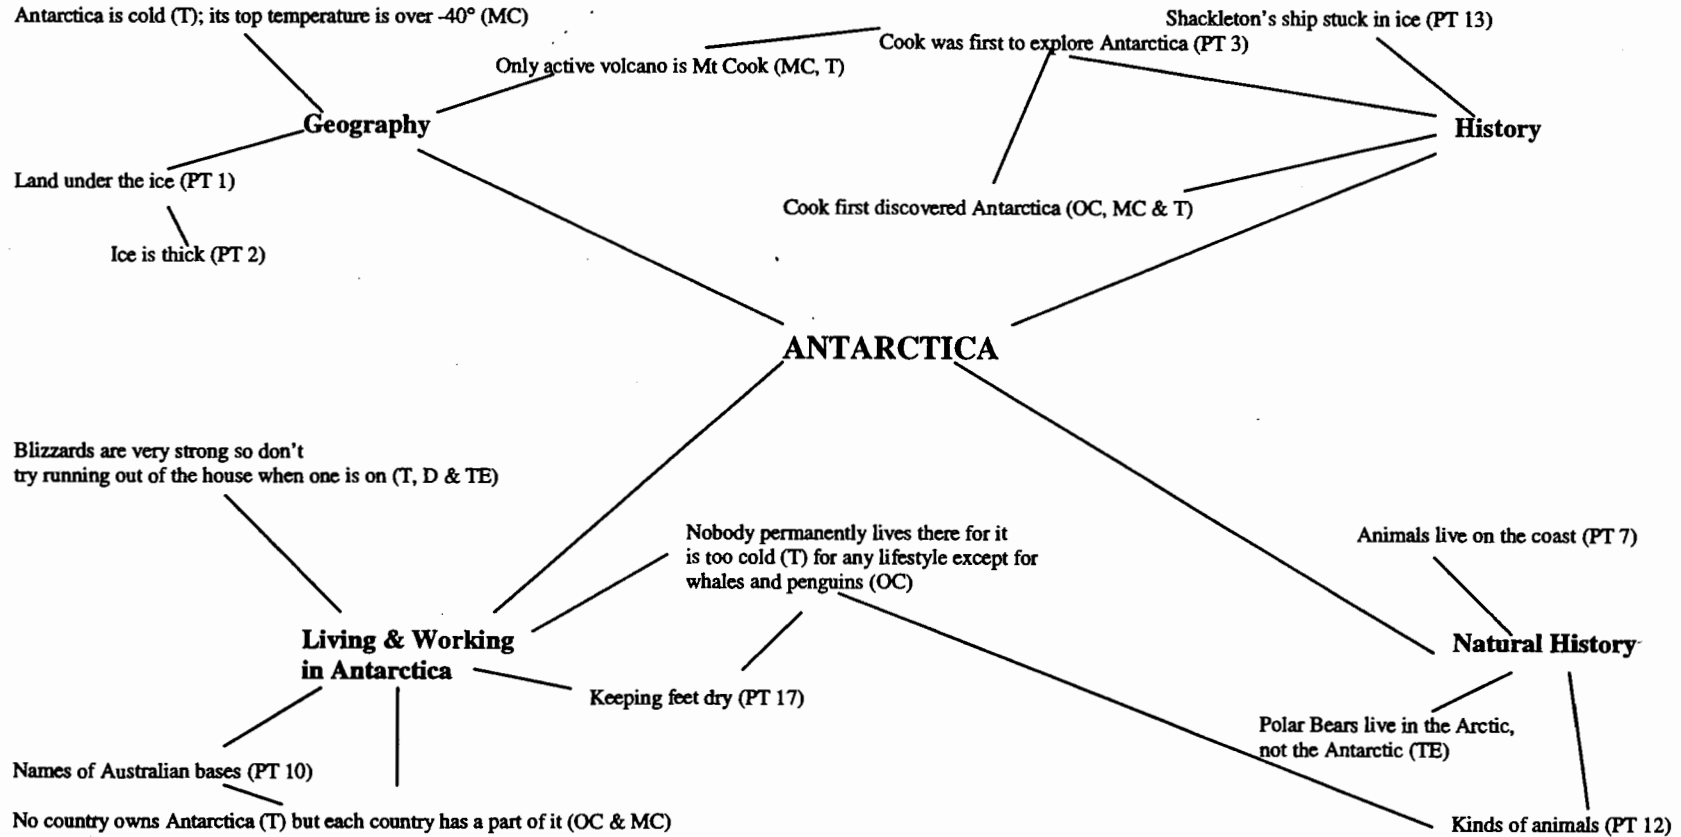 Antarctica is cold (T); its top temperature is over -40° (MC)
Shackleton's ship stuck in ice (PT 13)
Cook was first to explore Antarctica (PT 3)
Only active volcano is Mt Cook (MC, T)
Geography
History
Land under the ice (PT 1)
Cook first discovered Antarctica (OC, MC & T)
Ice is thick (PT 2)
ANTARCTICA
Blizzards are very strong so don't
try running out of the house when one is on (T, D & TE)
Nobody permanently lives there for it
is too cold (T) for any lifestyle except for
whales and penguins (OC)
Animals live on the coast (PT 7)
Living & Working
in Antarctica
Natural History
Keeping feet dry (PT 17)
Polar Bears live in the Arctic,
not the Antarctic (TE)
Names of Australian bases (PT 10)
No country owns Antarctica (T) but each country has a part of it (OC & MC)
Kinds of animals (PT 12)